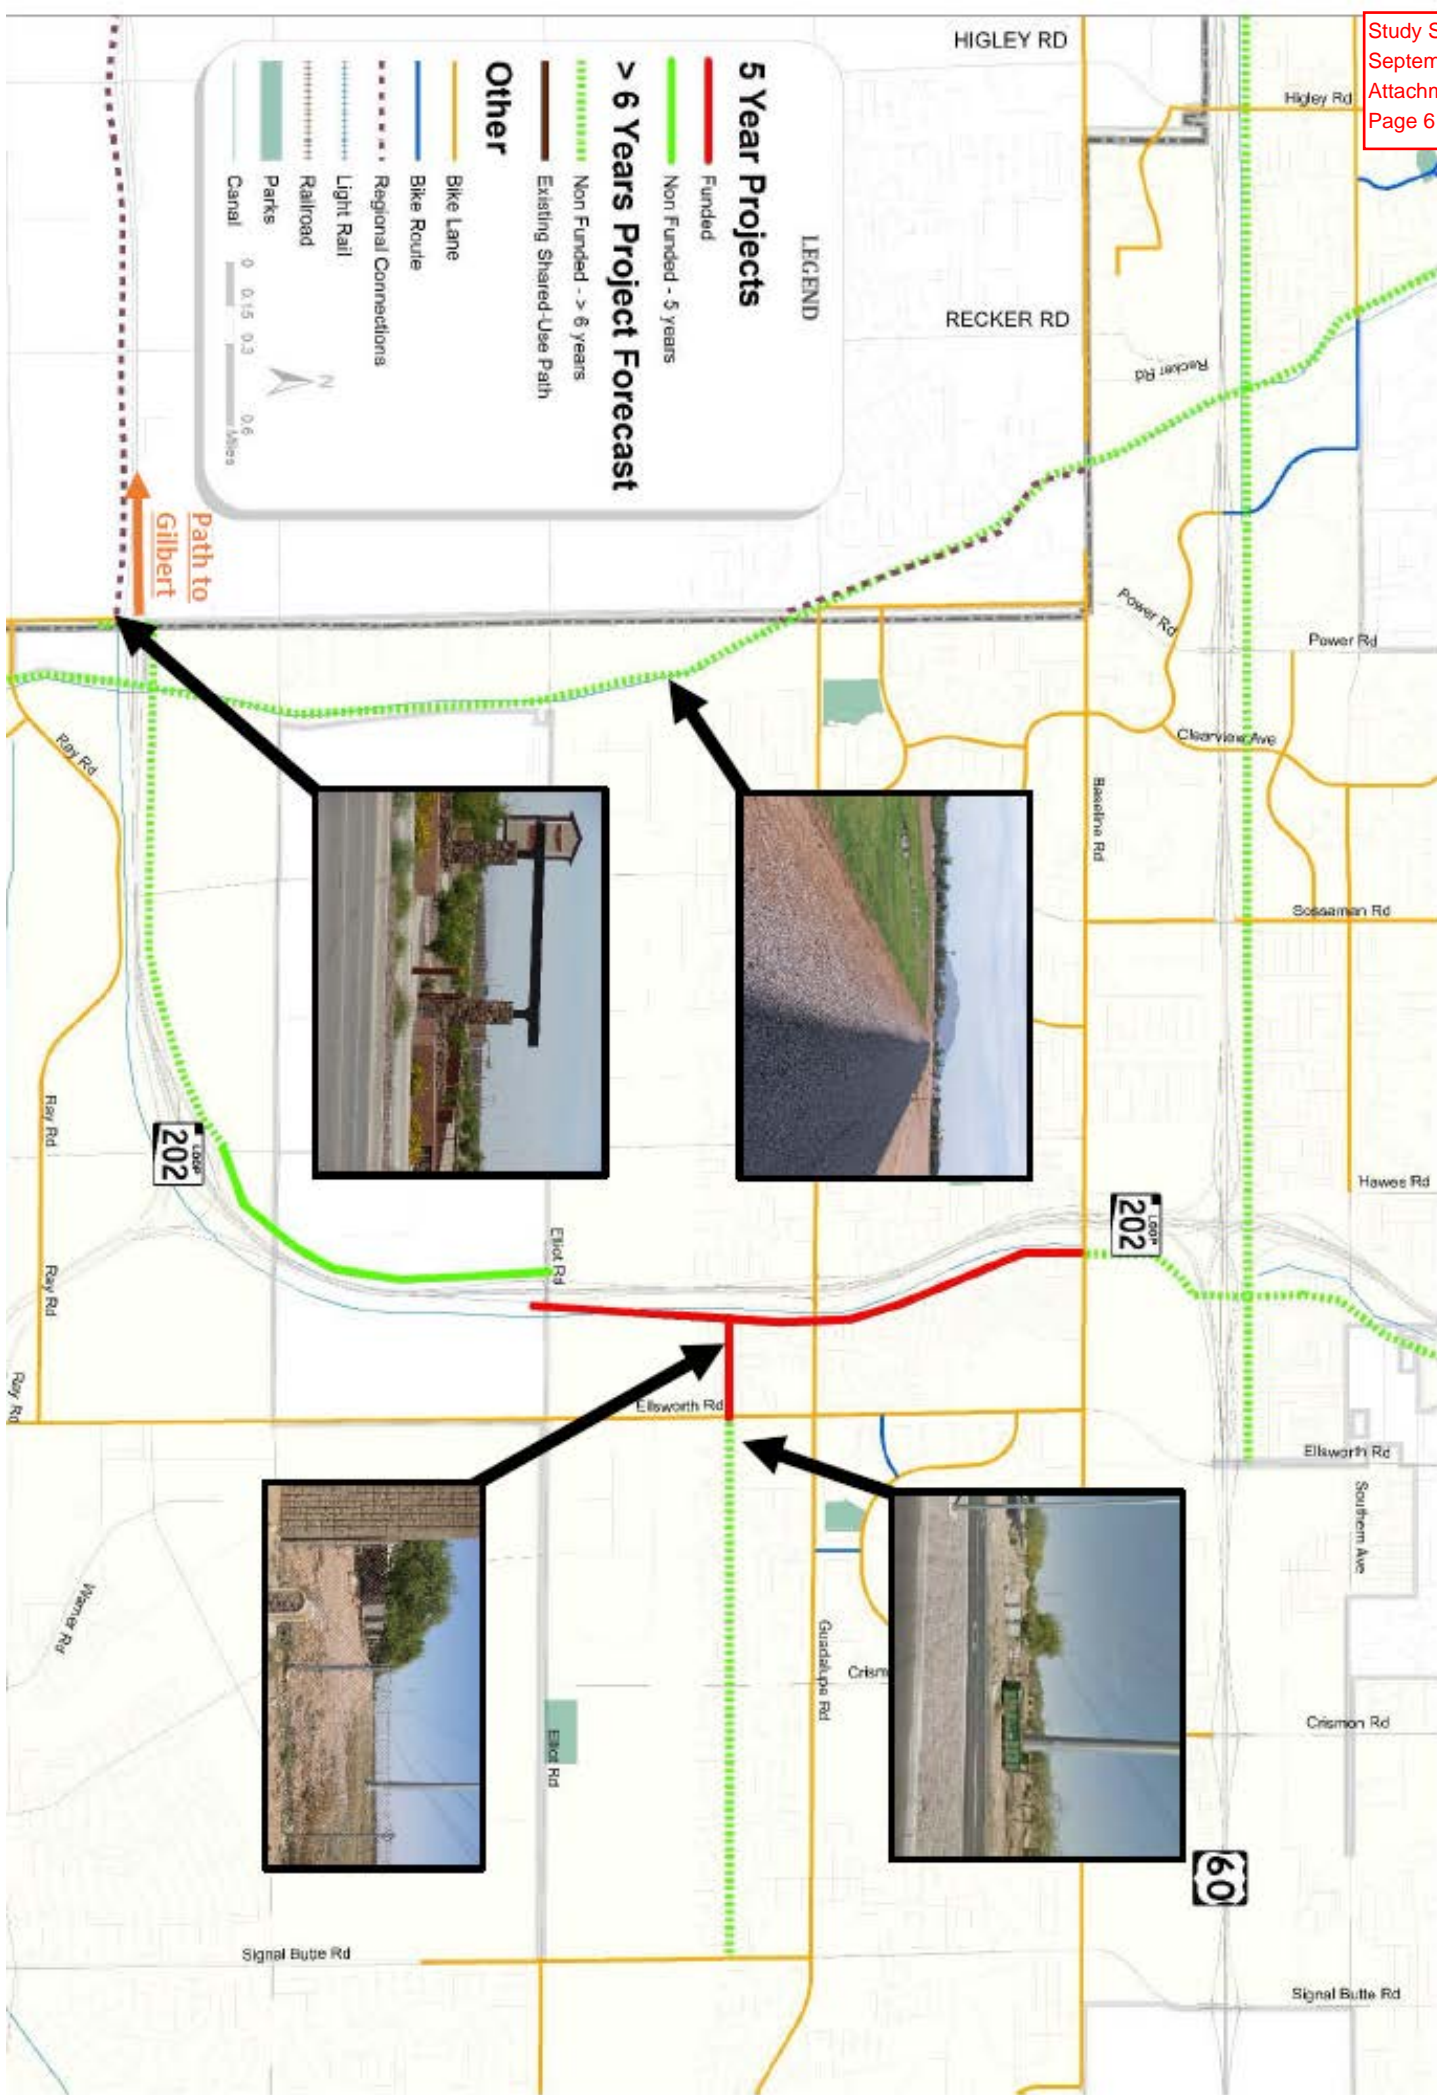 Study S
Septem
Attachm
Page 6
LEGEND
5 Year Projects
Funded
Non Funded - 5 years
> 6 Years Project Forecast
Non Funded - > 6 years
Existing Shared-Use Path
Other
Bike Lane
Bike Route
Regional Connections
Light Rail
Railroad
Parks
Canal
N
0 0.15 0.3 0.6
Miles
HIGLEY RD
RECKER RD
Higley Rd
Recker Rd
Power Rd
Power Rd
Clearview Ave
Baseline Rd
Sossaman Rd
Hawes Rd
Path to
Gilbert
Ray Rd
Ray Rd
Ray Rd
Ray Rd
LOOP
202
LOOP
202
Elliot Rd
Ellsworth Rd
Ellsworth Rd
Southern Ave
Warner Rd
Guadalupe Rd
Crism
Crismon Rd
Elliot Rd
60
Signal Butte Rd
Signal Butte Rd